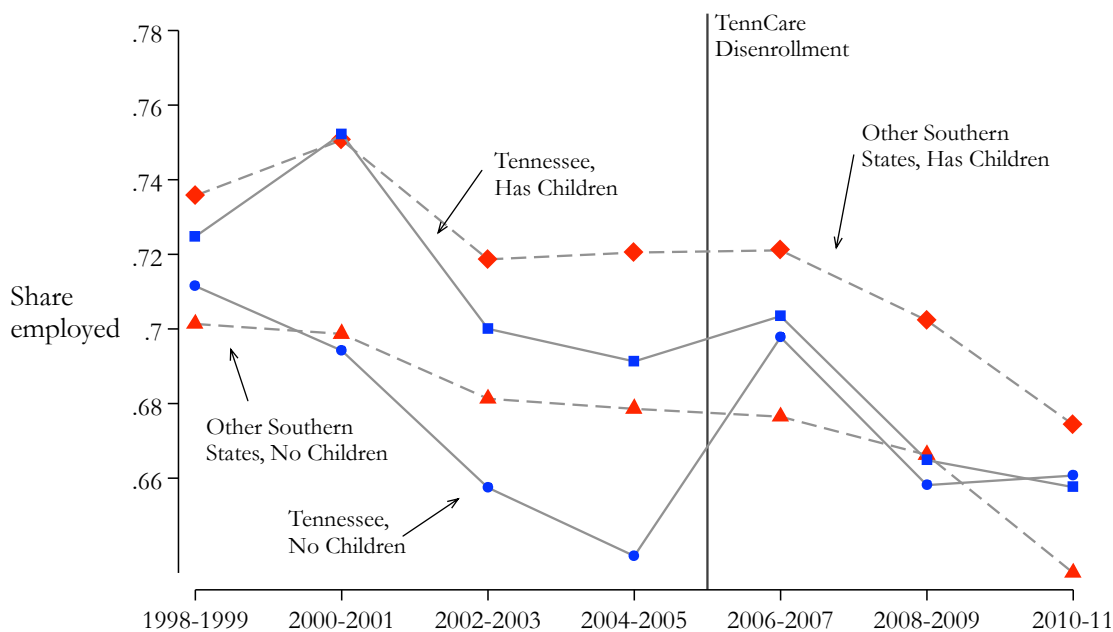 .78
.76
.74
.72
.7
.68
.66
Share
employed
TennCare
Disenrollment
Tennessee,
Has Children
Other Southern
States, Has Children
Other Southern
States, No Children
Tennessee,
No Children
1998-1999
2000-2001
2002-2003
2004-2005
2006-2007
2008-2009
2010-11